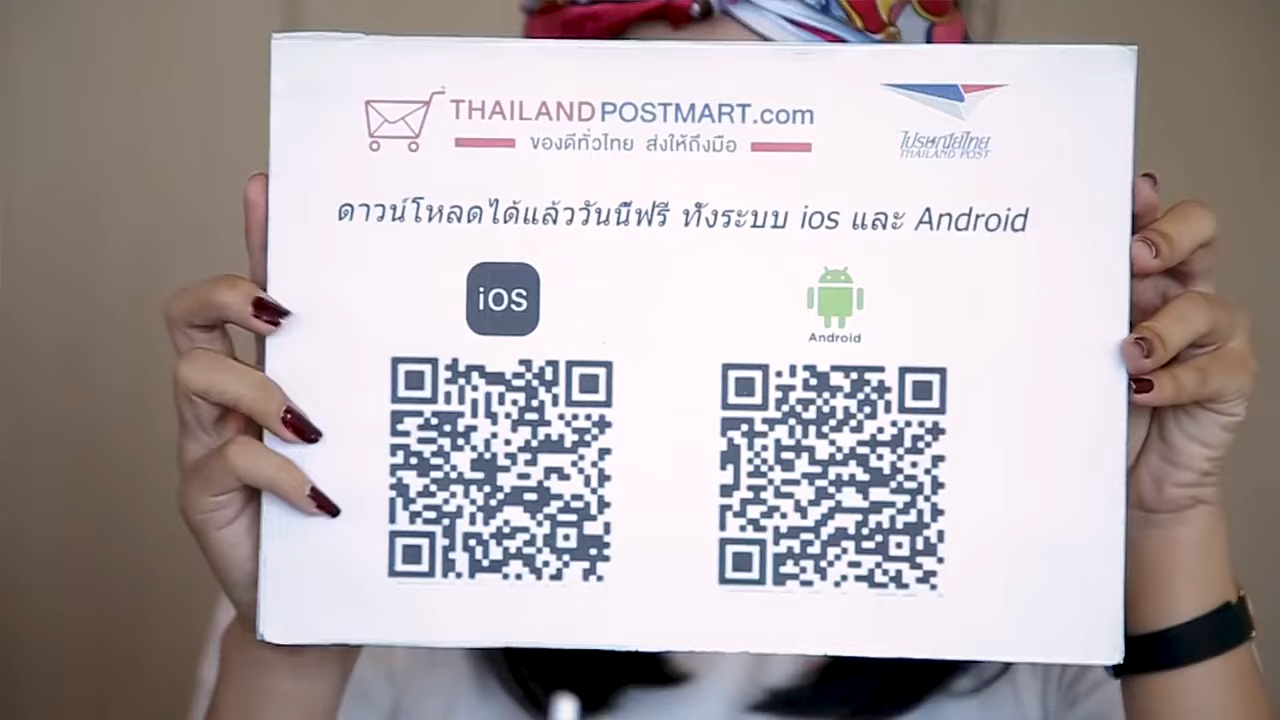 THAILANDPOSTMART.com
ของดีทั่วไทย ส่งให้ถึงมือ
ไปรษณีย์ไทย
THAILAND POST
ดาวน์โหลดได้แล้ววันนี้ฟรี ทั้งระบบ ios และ Android
iOS
Android